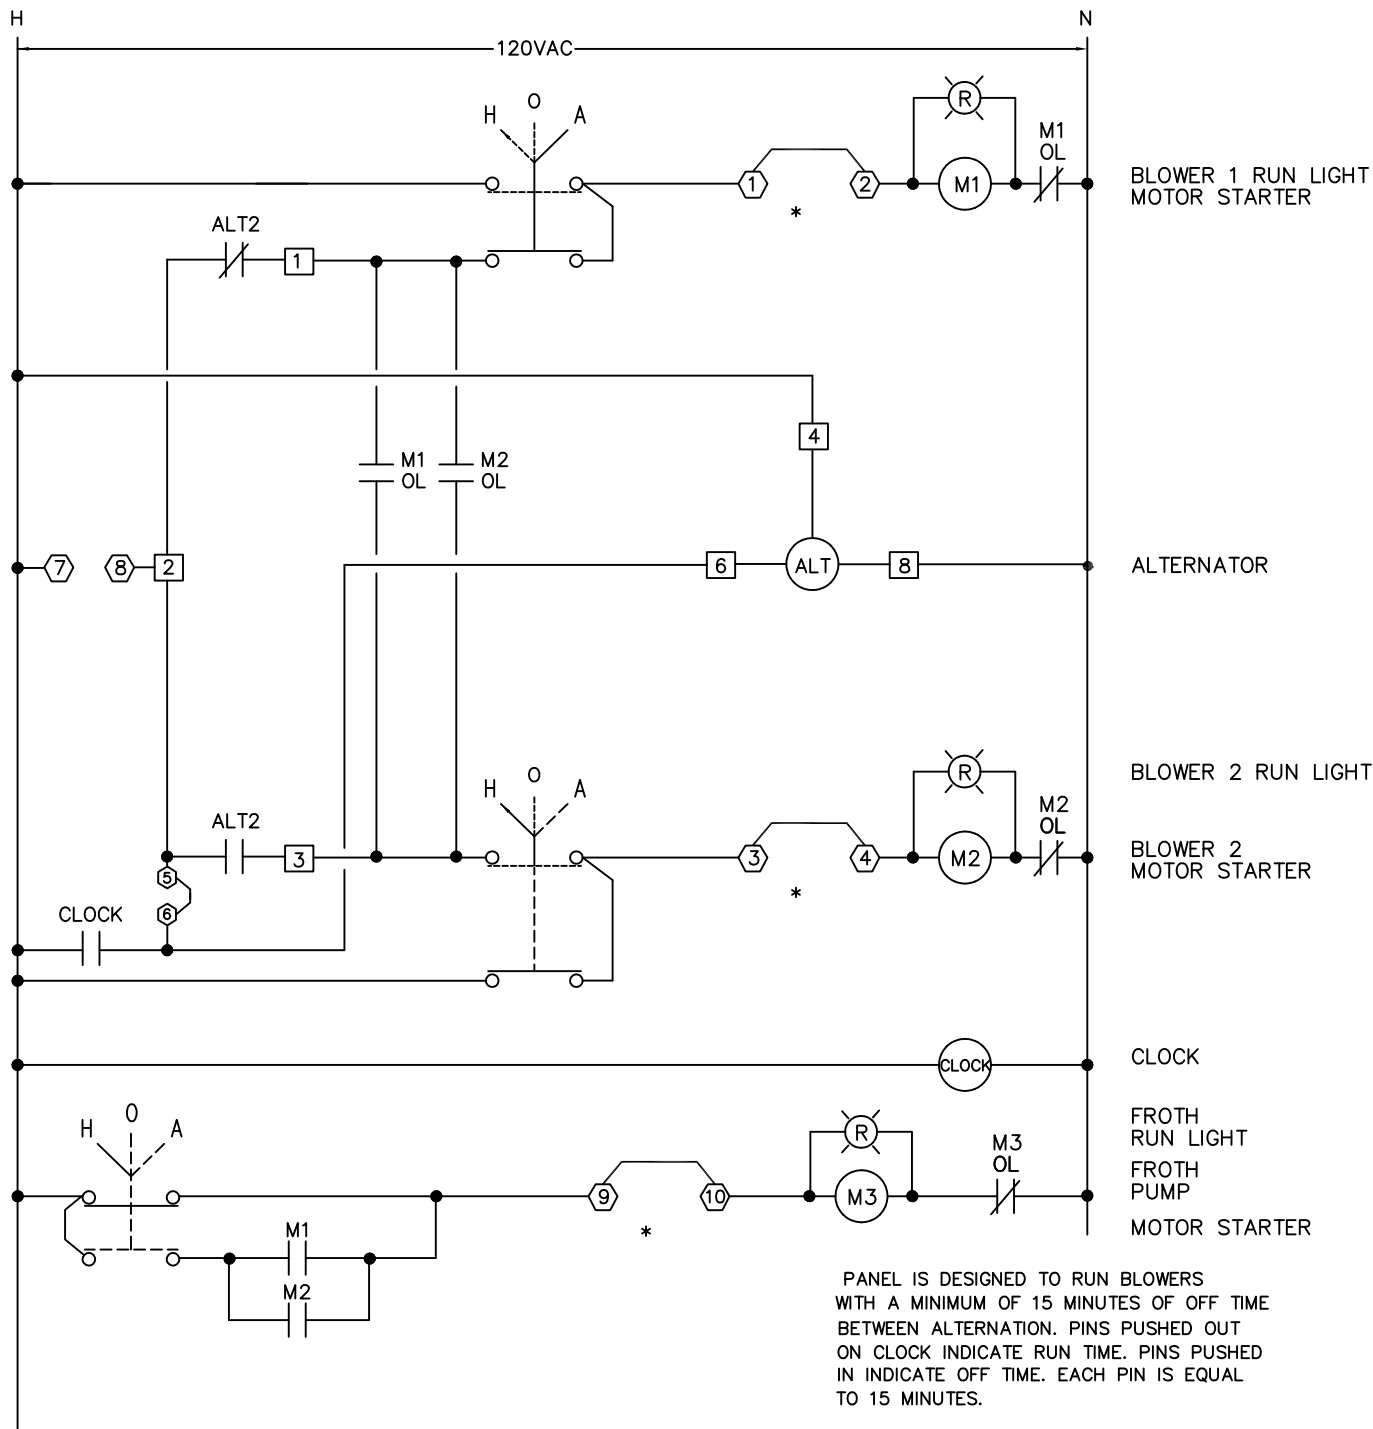 H
N
120VAC
H O A
R
M1
OL
1
2
M1
BLOWER 1 RUN LIGHT
MOTOR STARTER
*
ALT2
1
4
M1
OL
M2
OL
7
8
2
6
ALT
8
ALTERNATOR
H O A
R
BLOWER 2 RUN LIGHT
M2
OL
ALT2
3
3
4
M2
BLOWER 2
MOTOR STARTER
*
5
6
CLOCK
CLOCK
CLOCK
H O A
R
FROTH
RUN LIGHT
M3
OL
9
10
M3
FROTH
PUMP
*
MOTOR STARTER
M1
M2
PANEL IS DESIGNED TO RUN BLOWERS
WITH A MINIMUM OF 15 MINUTES OF OFF TIME
BETWEEN ALTERNATION. PINS PUSHED OUT
ON CLOCK INDICATE RUN TIME. PINS PUSHED
IN INDICATE OFF TIME. EACH PIN IS EQUAL
TO 15 MINUTES.